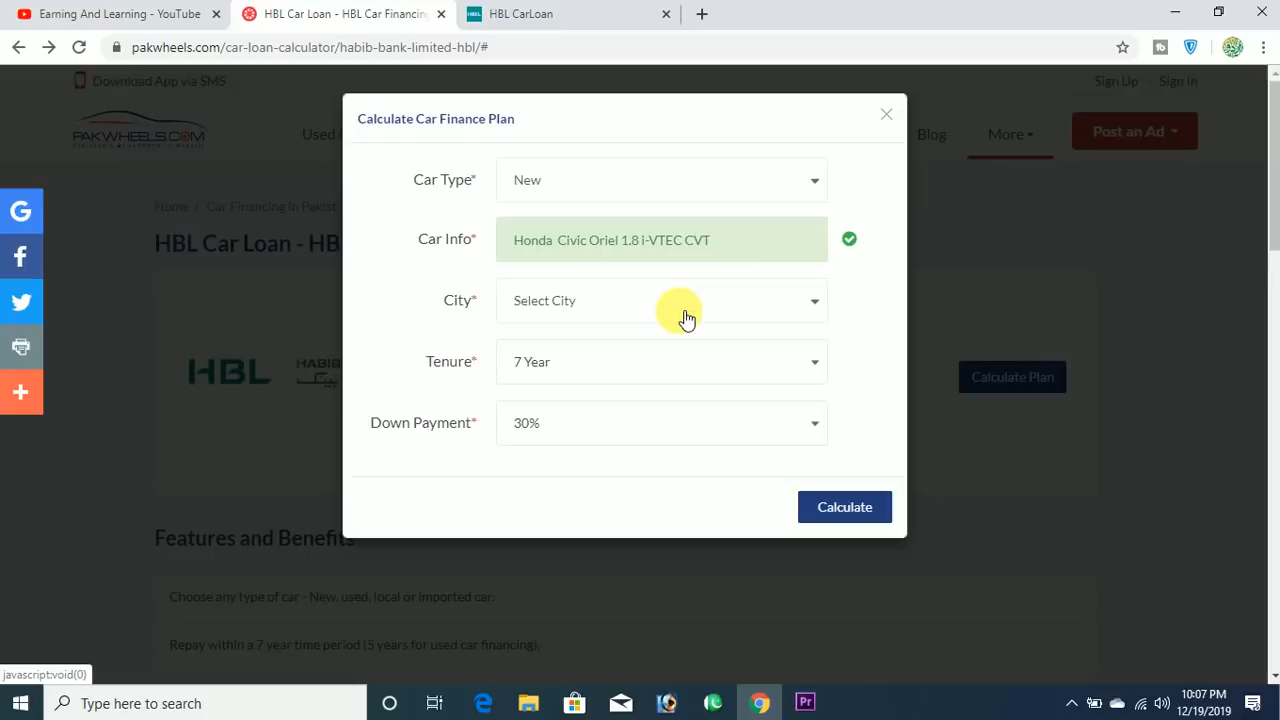 Earning And Learning - YouTube
HBL Car Loan - HBL Car Financing
HBL CarLoan
pakwheels.com/car-loan-calculator/habib-bank-limited-hbl/#
Download App via SMS
Sign Up
Sign In
PAKWHEELS.COM
Used
Blog
More
Post an Ad
Home
Car Financing in Pakist
HBL Car Loan - HB
HBL
HABIB
بیک
Calculate Plan
Calculate Car Finance Plan
Car Type*
New
Car Info*
Honda Civic Oriel 1.8 i-VTEC CVT
City*
Select City
Tenure*
7 Year
Down Payment*
30%
Calculate
Features and Benefits
Choose any type of car - New, used, local or imported car.
Repay within a 7 year time period (5 years for used car financing).
javascript:void(0)
Type here to search
Pr
10:07 PM
12/19/2019